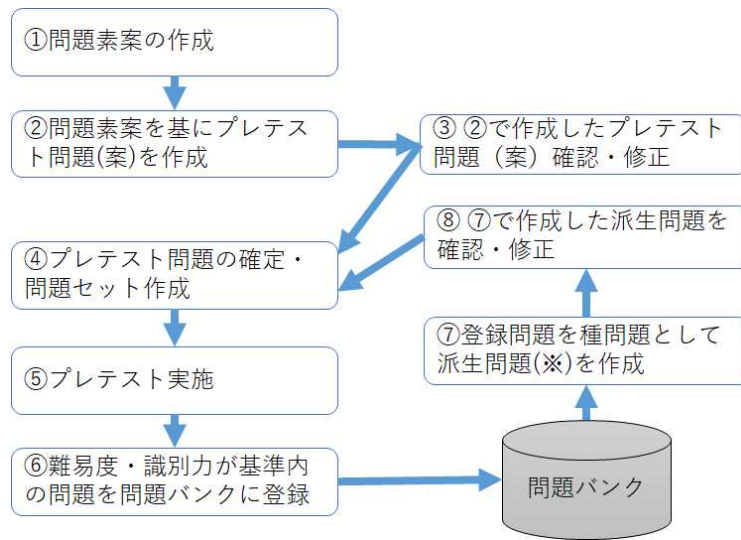 ①問題素案の作成
②問題素案を基にプレテス
ト問題(案)を作成
③ ②で作成したプレテスト
問題（案）確認・修正
⑧ ⑦で作成した派生問題を
確認・修正
④プレテスト問題の確定・
問題セット作成
⑦登録問題を種問題として
派生問題(※)を作成
⑤プレテスト実施
⑥難易度・識別力が基準内
の問題を問題バンクに登録
問題バンク